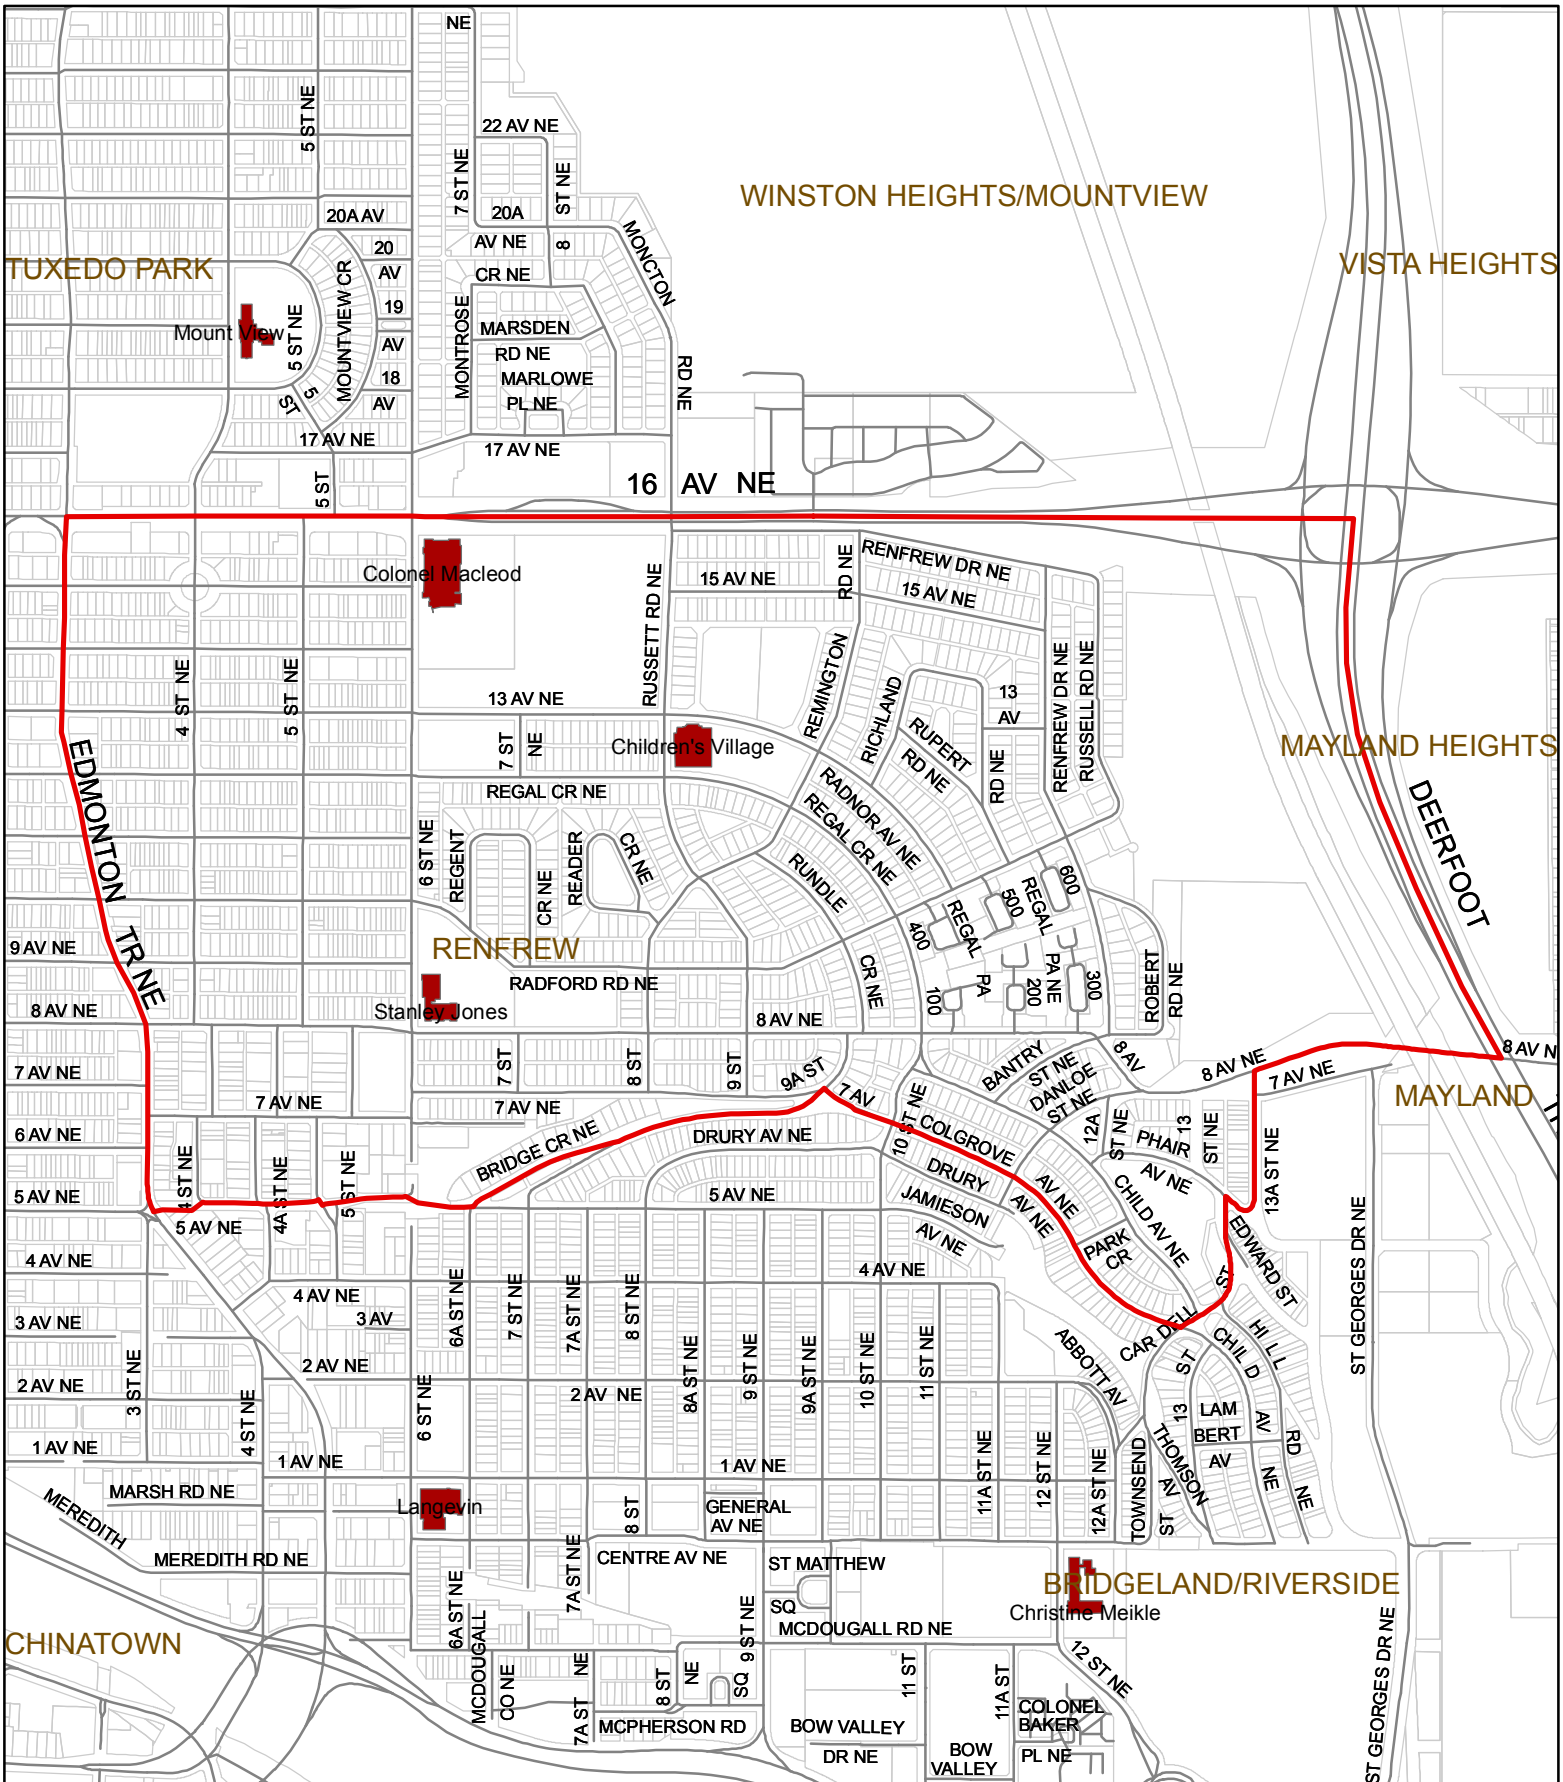 NE
5 ST NE
22 AV NE
7 ST NE
ST NE
8
20A
AV NE
WINSTON HEIGHTS/MOUNTVIEW
20A AV
20
AV
19
AV
18
AV
MONCTON
RD NE
TUXEDO PARK
VISTA HEIGHTS
CR NE
MONTROSE
MOUNTVIEW CR
5 ST NE
Mount View
MARSDEN
RD NE
MARLOWE
PL NE
5
ST
17 AV NE
17 AV NE
5 ST
16 AV NE
Colonel Macleod
RUSSETT RD NE
15 AV NE
RD NE
REMINGTON
RENFREW DR NE
15 AV NE
4 ST NE
5 ST NE
13 AV NE
RICHLAND
13
AV
RENFREW DR NE
RUSSELL RD NE
7 ST
NE
Children's Village
RUPERT
RD NE
RD NE
MAYLAND HEIGHTS
EDMONTON
TR NE
REGAL CR NE
RADNOR AV NE
REGAL CR NE
DEERFOOT
6 ST NE
REGENT
CR NE
READER
CR NE
RUNDLE
CR NE
600
REGAL
500
400
REGAL
PA
PA NE
300
200
100
ROBERT
RD NE
9 AV NE
RENFREW
RADFORD RD NE
8 AV NE
Stanley Jones
8 AV NE
7 ST
8 ST
9 ST
9A ST
7 AV
BANTRY
ST NE
DANLOE
ST NE
8 AV
8 AV NE
7 AV NE
8 AV N
7 AV NE
7 AV NE
7 AV NE
MAYLAND
6 AV NE
BRIDGE CR NE
DRURY AV NE
10 ST NE
COLGROVE
AV NE
12A
ST NE
PHAIR
AV NE
13
ST NE
13A ST NE
4 ST NE
4A ST NE
5 ST NE
5 AV NE
5 AV NE
5 AV NE
DRURY
AV NE
JAMIESON
AV NE
CHILD AV NE
PARK
CR
EDWARD ST
ST
ST GEORGES DR NE
4 AV NE
4 AV NE
4 AV NE
3 AV NE
3 AV
6A ST NE
7 ST NE
7A ST NE
8 ST NE
8A ST NE
9 ST NE
9A ST NE
10 ST NE
11 ST NE
ABBOTT AV
CAR DELL
CHIL D
AV
NE
HI LL
RD
NE
2 AV NE
2 AV NE
2 AV NE
3 ST NE
4 ST NE
6 ST NE
13
ST
LAM
BERT
AV
THOMSON
AV
TOWNSEND
ST
1 AV NE
1 AV NE
1 AV NE
11A ST NE
12 ST NE
12A ST NE
MARSH RD NE
MEREDITH
MEREDITH RD NE
Langevin
8 ST
GENERAL
AV NE
CENTRE AV NE
ST MATTHEW
SQ
BRIDGELAND/RIVERSIDE
Christine Meikle
6A ST NE
7A ST NE
9 ST NE
MCDOUGALL RD NE
CHINATOWN
MCDOUGALL
CO NE
7A ST
NE
8 ST
NE
SQ
11 ST
11A ST
12 ST NE
ST GEORGES DR NE
MCPHERSON RD
BOW VALLEY
DR NE
BOW
VALLEY
COLONEL
BAKER
PL NE